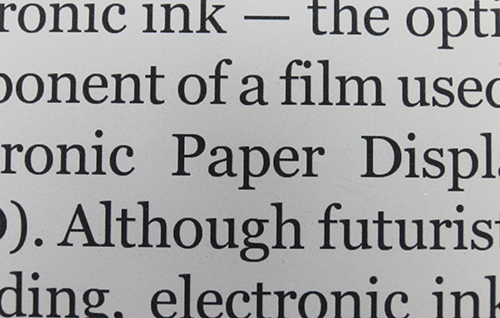 ronic ink — the opti
ponent of a film used
ronic Paper Displa
). Although futurist
ding, electronic ink